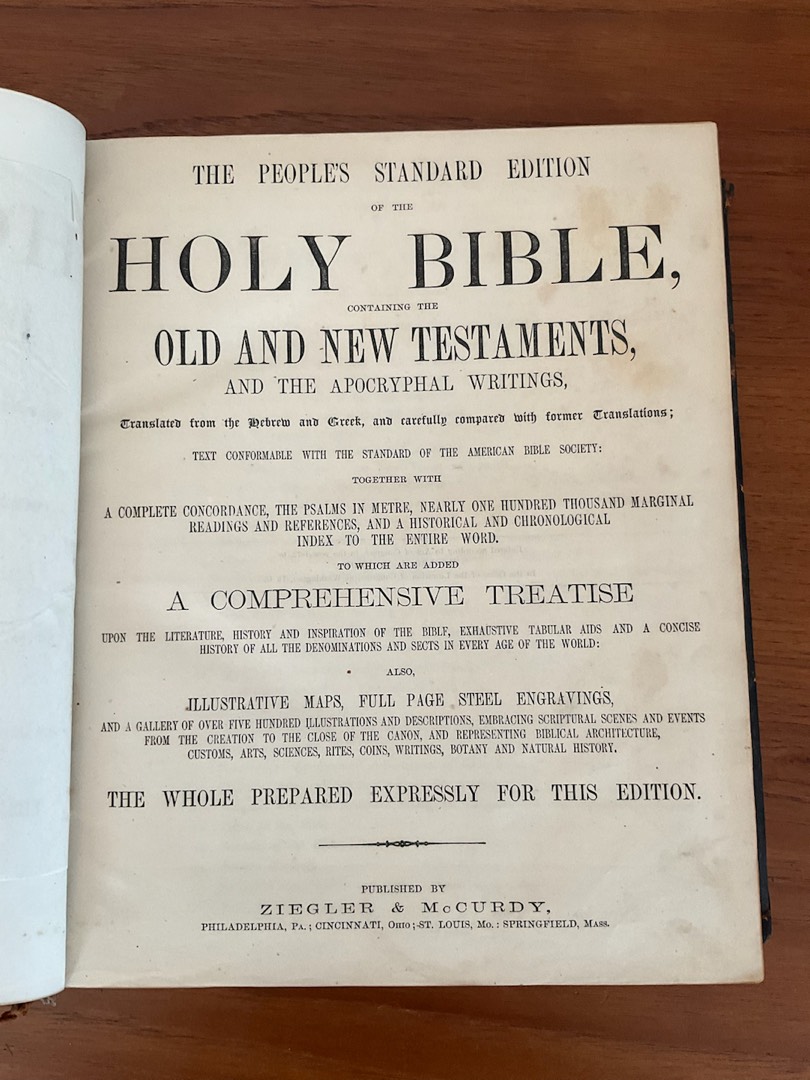 THE PEOPLE'S STANDARD EDITION
OF THE
HOLY BIBLE,
CONTAINING THE
OLD AND NEW TESTAMENTS,
AND THE APOCRYPHAL WRITINGS,
Translated from the Hebrew and Greek, and carefully compared with former Translations;
TEXT CONFORMABLE WITH THE STANDARD OF THE AMERICAN BIBLE SOCIETY:
TOGETHER WITH
A COMPLETE CONCORDANCE, THE PSALMS IN METRE, NEARLY ONE HUNDRED THOUSAND MARGINAL
READINGS AND REFERENCES, AND A HISTORICAL AND CHRONOLOGICAL
INDEX TO THE ENTIRE WORD.
TO WHICH ARE ADDED
A COMPREHENSIVE TREATISE
UPON THE LITERATURE, HISTORY AND INSPIRATION OF THE BIBLE, EXHAUSTIVE TABULAR AIDS AND A CONCISE
HISTORY OF ALL THE DENOMINATIONS AND SECTS IN EVERY AGE OF THE WORLD:
ALSO,
ILLUSTRATIVE MAPS, FULL PAGE STEEL ENGRAVINGS,
AND A GALLERY OF OVER FIVE HUNDRED ILLUSTRATIONS AND DESCRIPTIONS, EMBRACING SCRIPTURAL SCENES AND EVENTS
FROM THE CREATION TO THE CLOSE OF THE CANON, AND REPRESENTING BIBLICAL ARCHITECTURE,
CUSTOMS, ARTS, SCIENCES, RITES, COINS, WRITINGS, BOTANY AND NATURAL HISTORY.
THE WHOLE PREPARED EXPRESSLY FOR THIS EDITION.
PUBLISHED BY
ZIEGLER & McCURDY,
PHILADELPHIA, PA.; CINCINNATI, OHIO; ST. LOUIS, MO.: SPRINGFIELD, MASS.